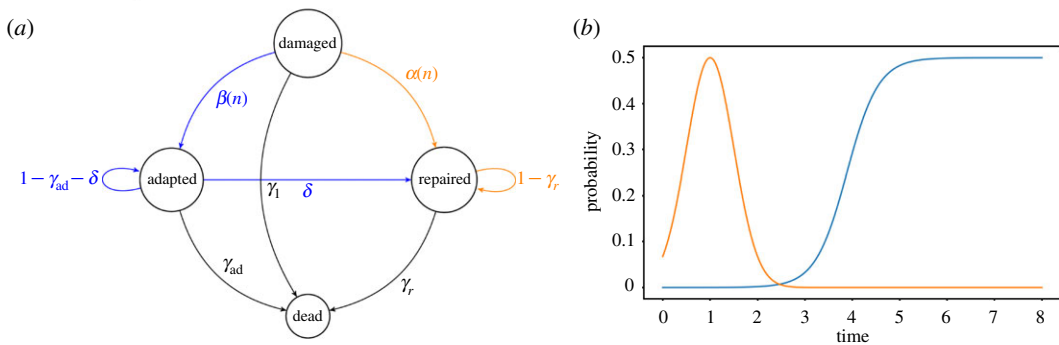 (a)
damaged
β(n)
α(n)
1 – γad – δ
adapted
γ1
δ
repaired
1 – γr
γad
γr
dead
(b)
probability
0.5
0.4
0.3
0.2
0.1
0
0 1 2 3 4 5 6 7 8
time